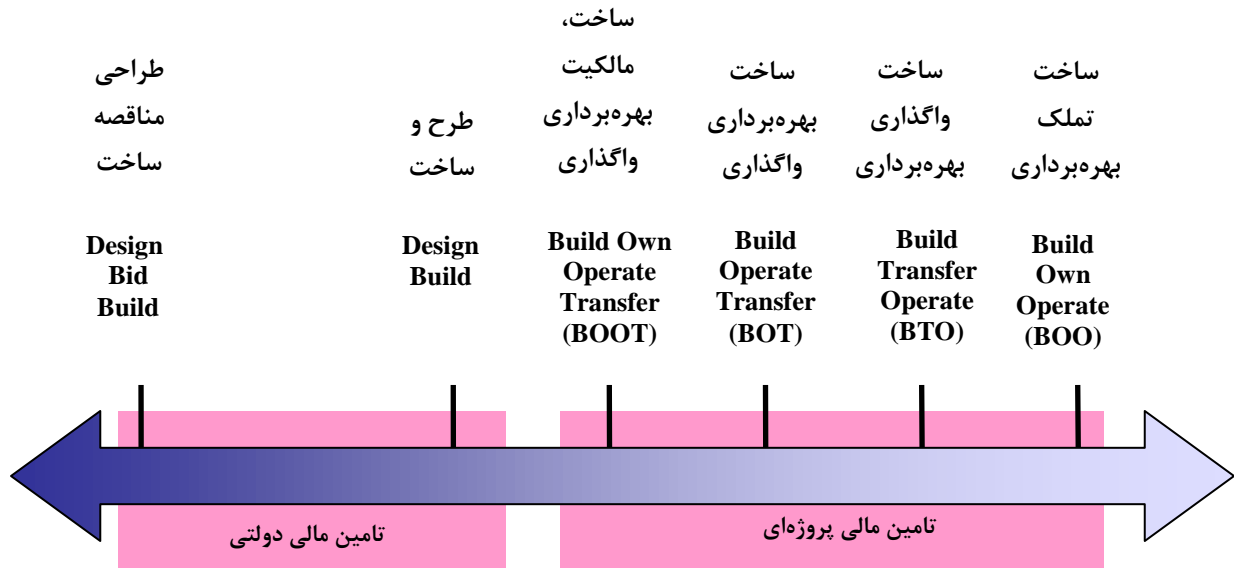 طراحی
مناقصه
ساخت
طرح و
ساخت
ساخت،
مالکیت
بهره‌برداری
واگذاری
ساخت
بهره‌برداری
واگذاری
ساخت
واگذاری
بهره‌برداری
ساخت
تملک
بهره‌برداری
Design
Bid
Build
Design
Build
Build Own
Operate
Transfer
(BOOT)
Build
Operate
Transfer
(BOT)
Build
Transfer
Operate
(BTO)
Build
Own
Operate
(BOO)
تامین مالی دولتی
تامین مالی پروژه‌ای